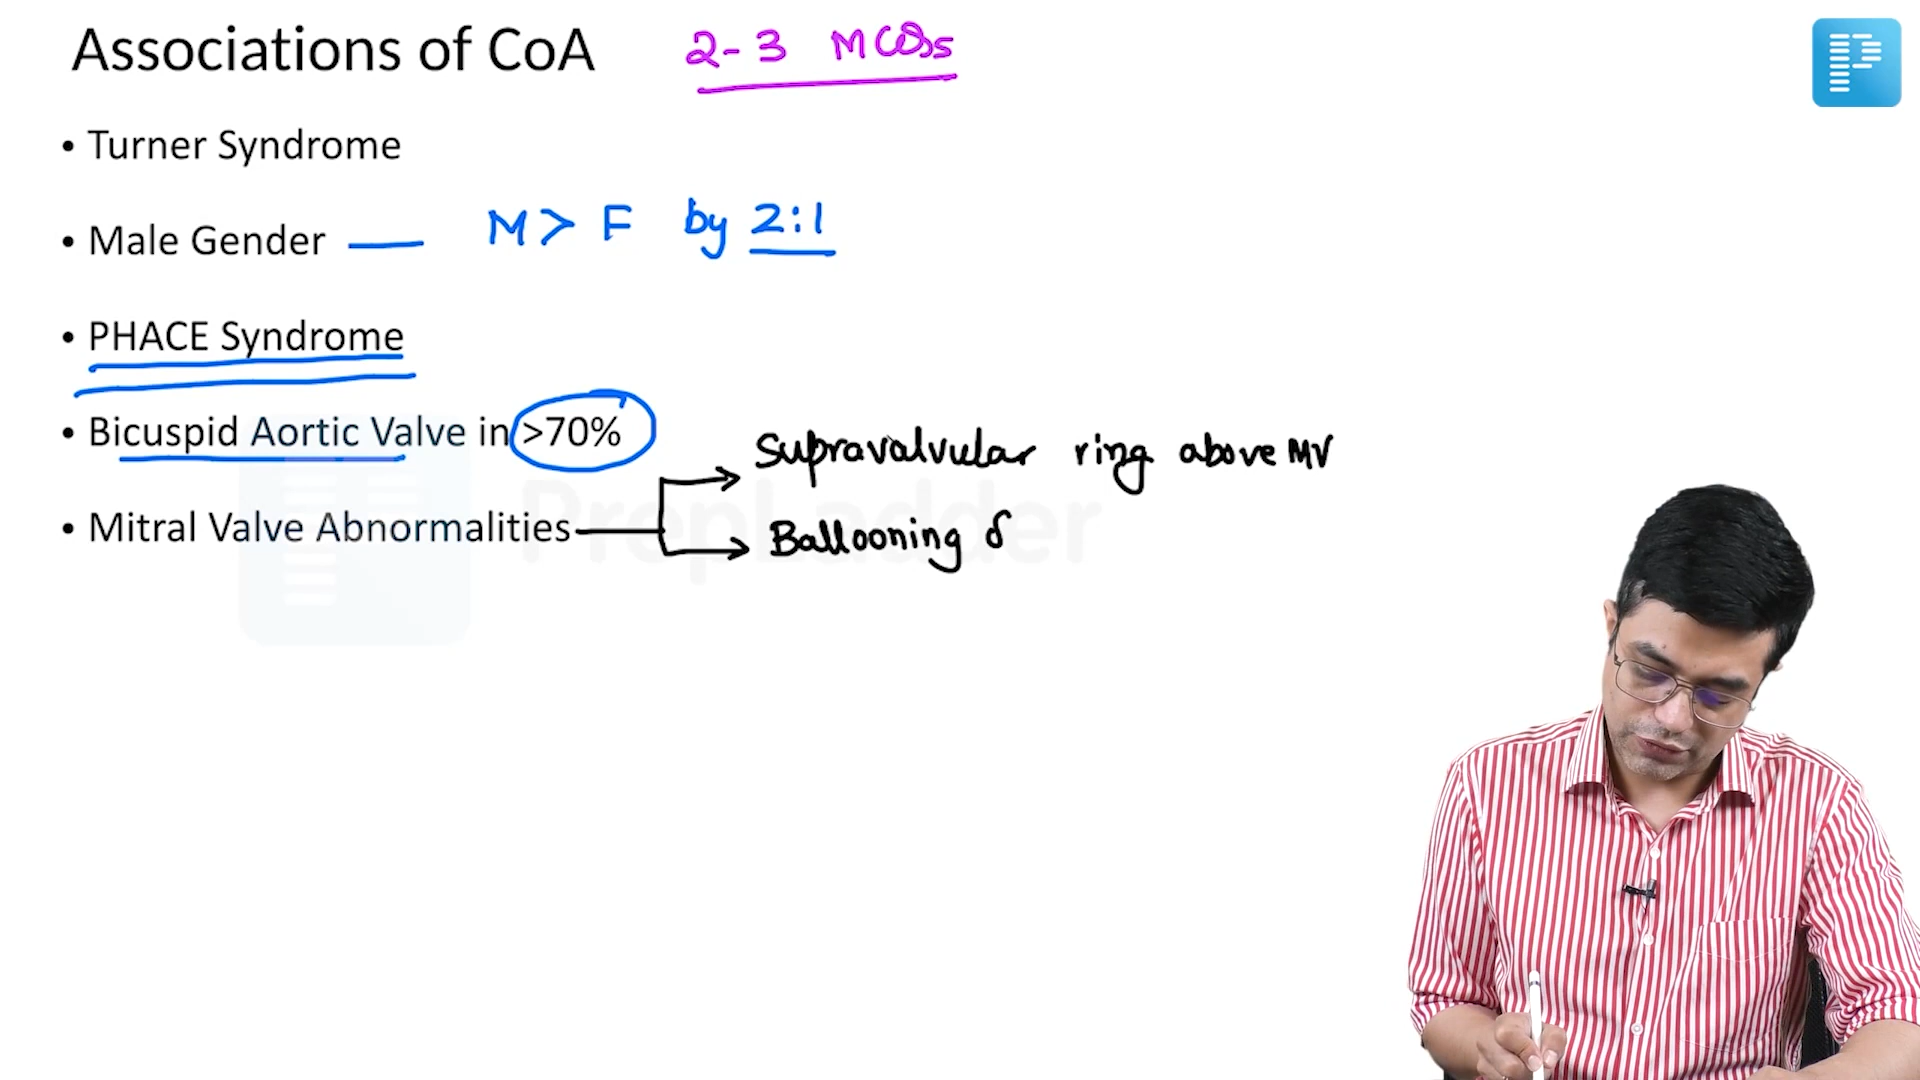 Associations of CoA 2-3 MCQs
• Turner Syndrome
• Male Gender — M > F by 2:1
• PHACE Syndrome
• Bicuspid Aortic Valve in >70%
Supravalvular ring above MV
• Mitral Valve Abnormalities
Ballooning
PrepLadder